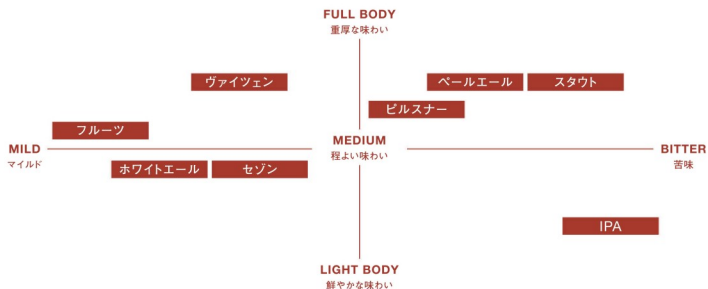 FULL BODY
重厚な味わい
ヴァイツェン
ペールエール
スタウト
ピルスナー
フルーツ
MILD
マイルド
MEDIUM
程よい味わい
BITTER
苦味
ホワイトエール
セゾン
IPA
LIGHT BODY
鮮やかな味わい